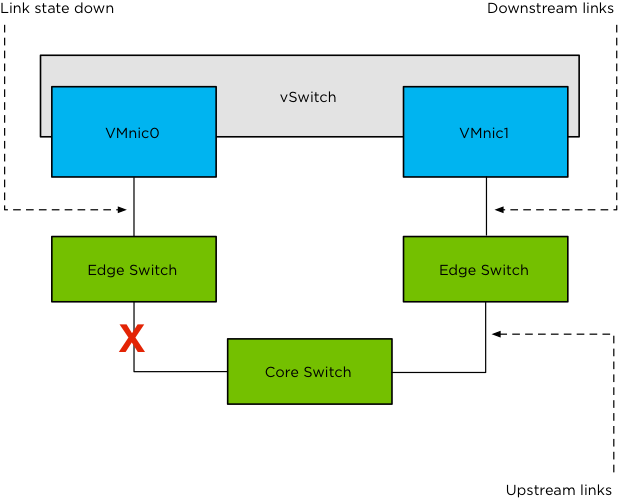 Link state down
Downstream links
vSwitch
VMnic0
VMnic1
Edge Switch
Edge Switch
X
Core Switch
Upstream links